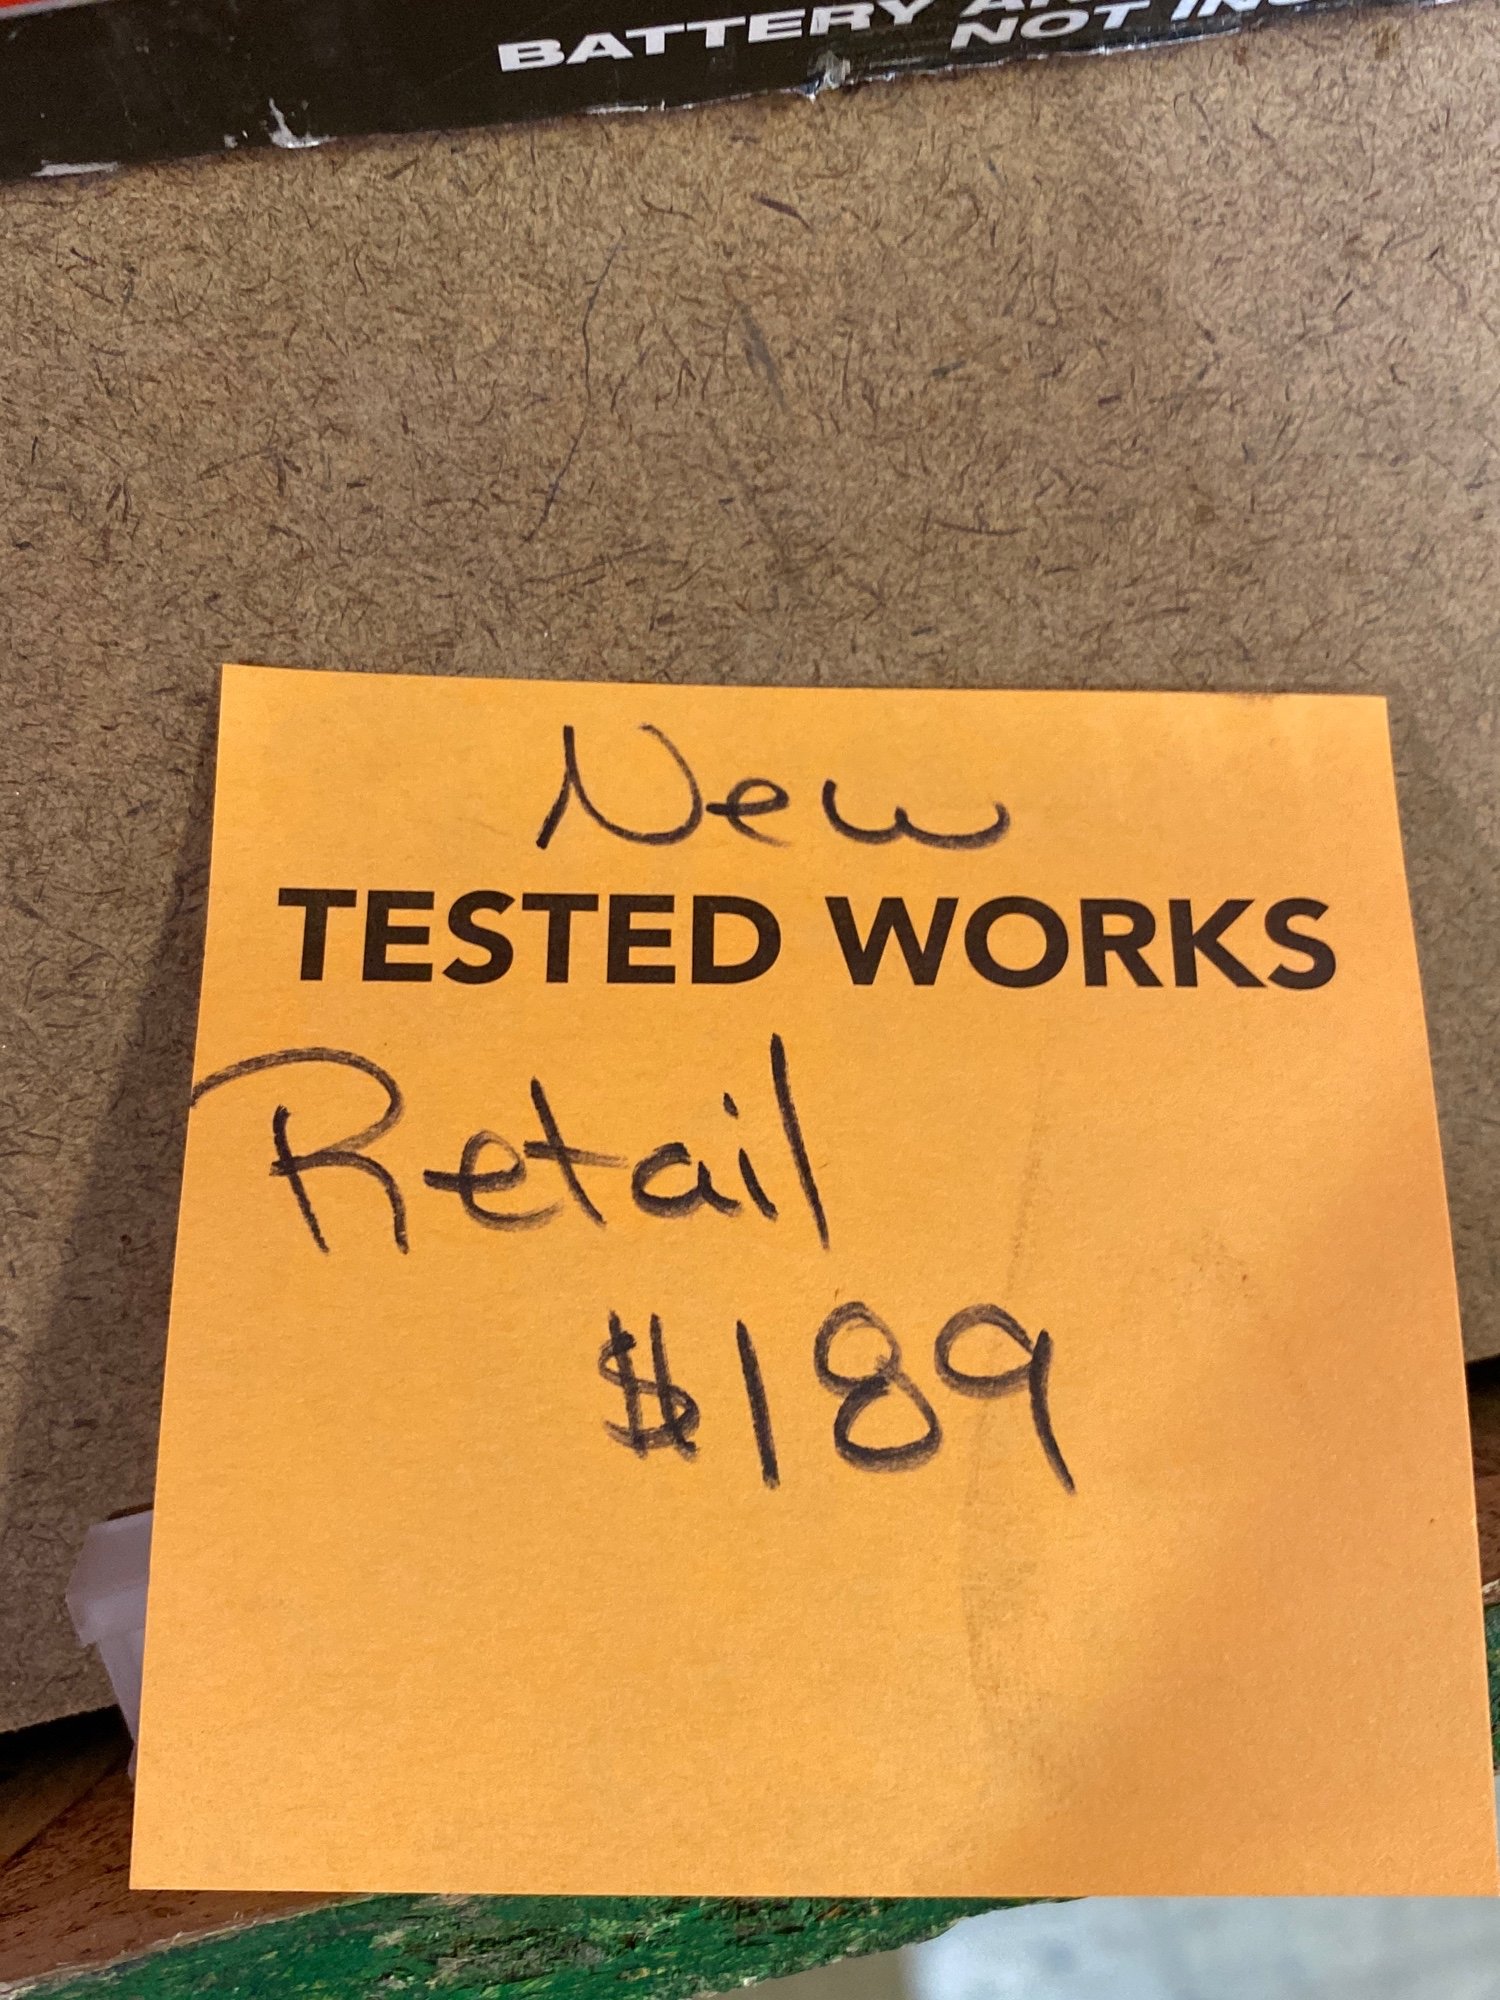 BATTERY
NOT
New
TESTED WORKS
Retail
$189